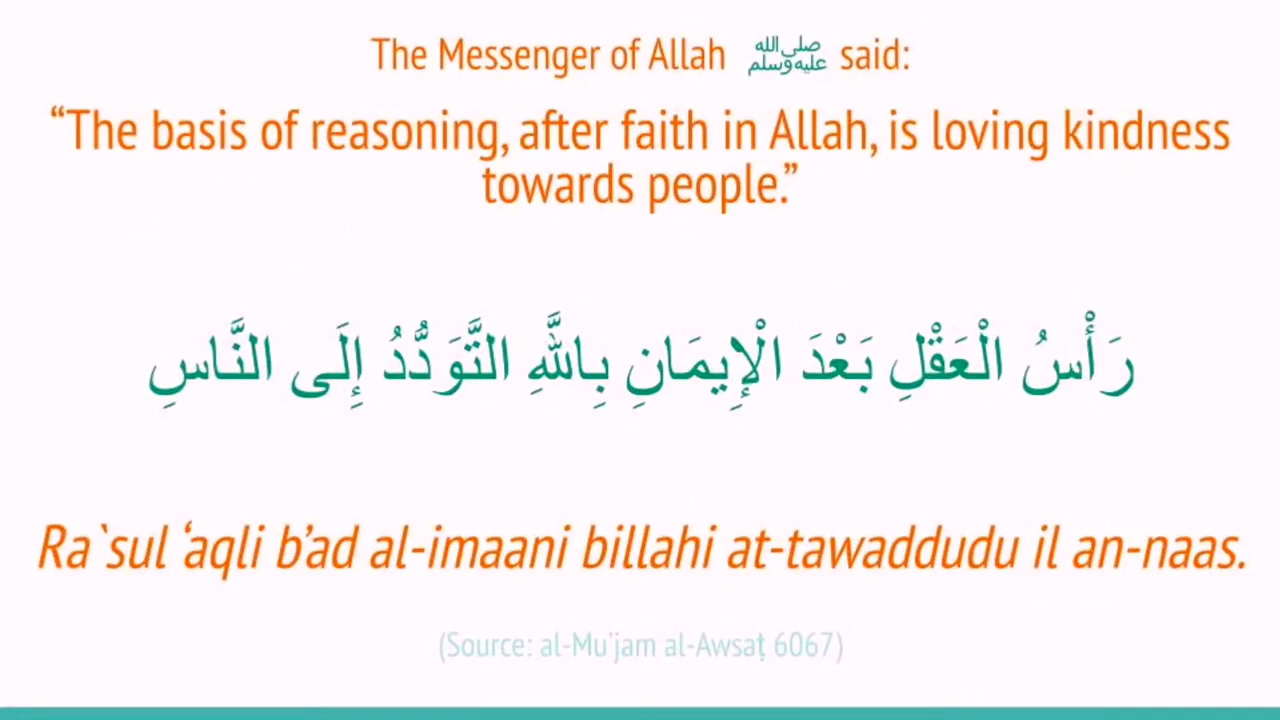 The Messenger of Allah ﷺ said:
“The basis of reasoning, after faith in Allah, is loving kindness
towards people.”
رَأْسُ الْعَقْلِ بَعْدَ الْإِيمَانِ بِاللَّهِ التَّوَدُّدُ إِلَى النَّاسِ
Ra`sul ‘aqli b’ad al-imaani billahi at-tawaddudu il an-naas.
(Source: al-Mu’jam al-Awsaṭ 6067)